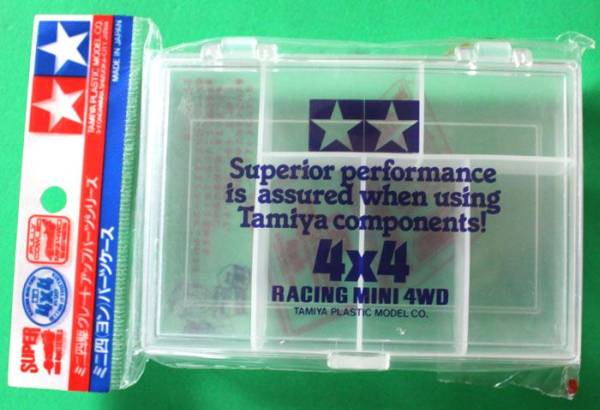 TAMIYA PLASTIC MODEL CO.
MADE IN JAPAN
ミニ四駆グレードアップパーツシリーズ
ミニ四(ヨン)パーツケース
SUPER
4x4
Superior performance
is assured when using
Tamiya components!
4x4
RACING MINI 4WD
TAMIYA PLASTIC MODEL CO.